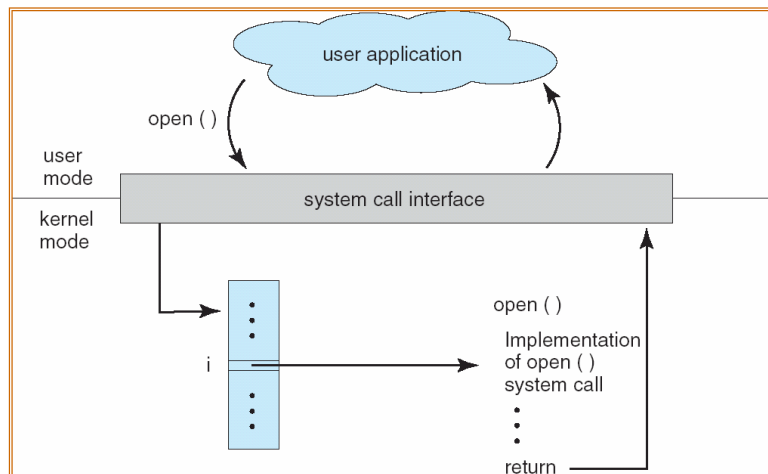 user application
open ( )
user
mode
system call interface
kernel
mode
open ( )
i
Implementation
of open ( )
system call
return